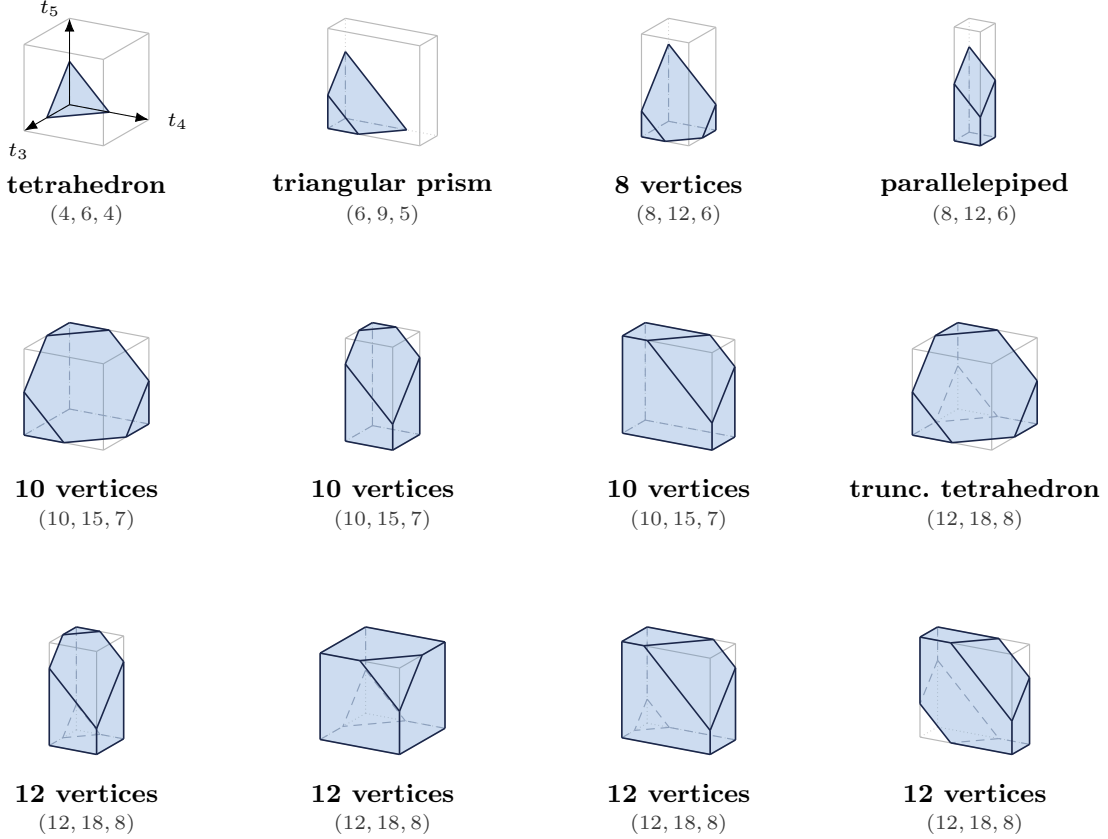 t₅
t₄
t₃
tetrahedron
(4, 6, 4)
triangular prism
(6, 9, 5)
8 vertices
(8, 12, 6)
parallelepiped
(8, 12, 6)
10 vertices
(10, 15, 7)
10 vertices
(10, 15, 7)
10 vertices
(10, 15, 7)
trunc. tetrahedron
(12, 18, 8)
12 vertices
(12, 18, 8)
12 vertices
(12, 18, 8)
12 vertices
(12, 18, 8)
12 vertices
(12, 18, 8)